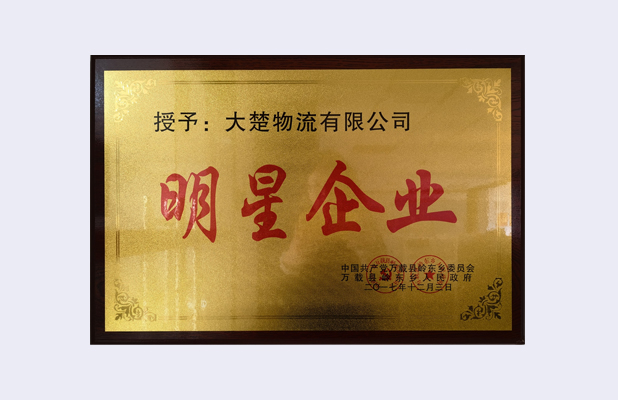 授予：大楚物流有限公司
明星企业
中国共产党万载县岭东乡委员会
万载县岭东乡人民政府
二〇一七年十二月三日